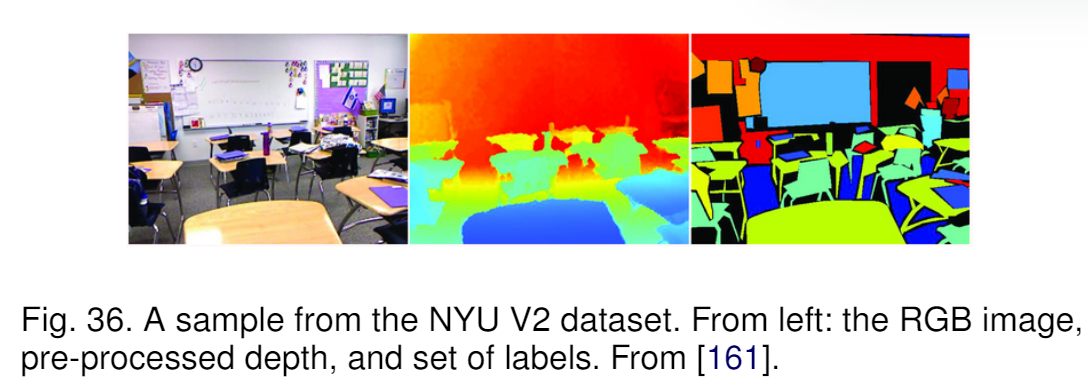 Fig. 36. A sample from the NYU V2 dataset. From left: the RGB image,
pre-processed depth, and set of labels. From [161].